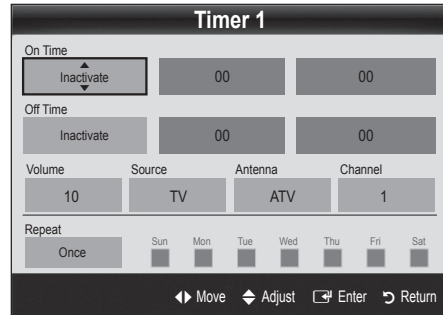 Timer 1
On Time
Inactivate 00 00
Off Time
Inactivate 00 00
Volume Source Antenna Channel
10 TV ATV 1
Repeat
Sun Mon Tue Wed Thu Fri Sat
Once
Move Adjust Enter Return